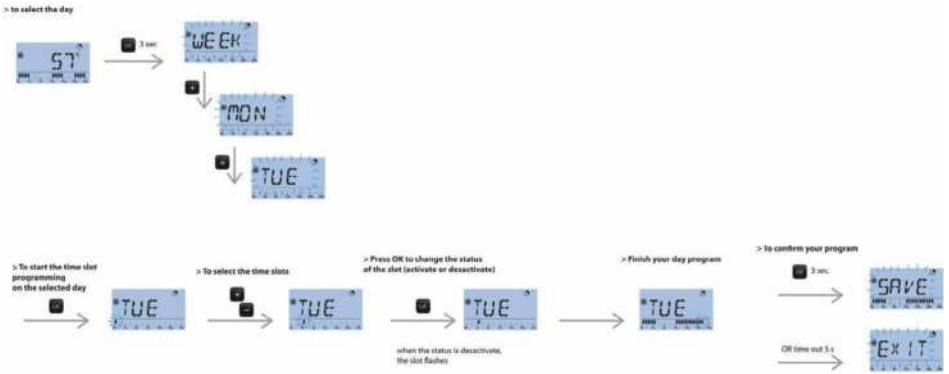 > to select the day
57°
3 sec
WEEK
+
MON
+
TUE
> To start the time slot
programming
on the selected day
TUE
> To select the time slots
+
−
TUE
> Press OK to change the status
of the slot (activate or desactivate)
TUE
when the status is desactivate,
the slot flashes
> Finish your day program
TUE
> To confirm your program
3 sec
SAVE
OR time out 5 s
EXIT